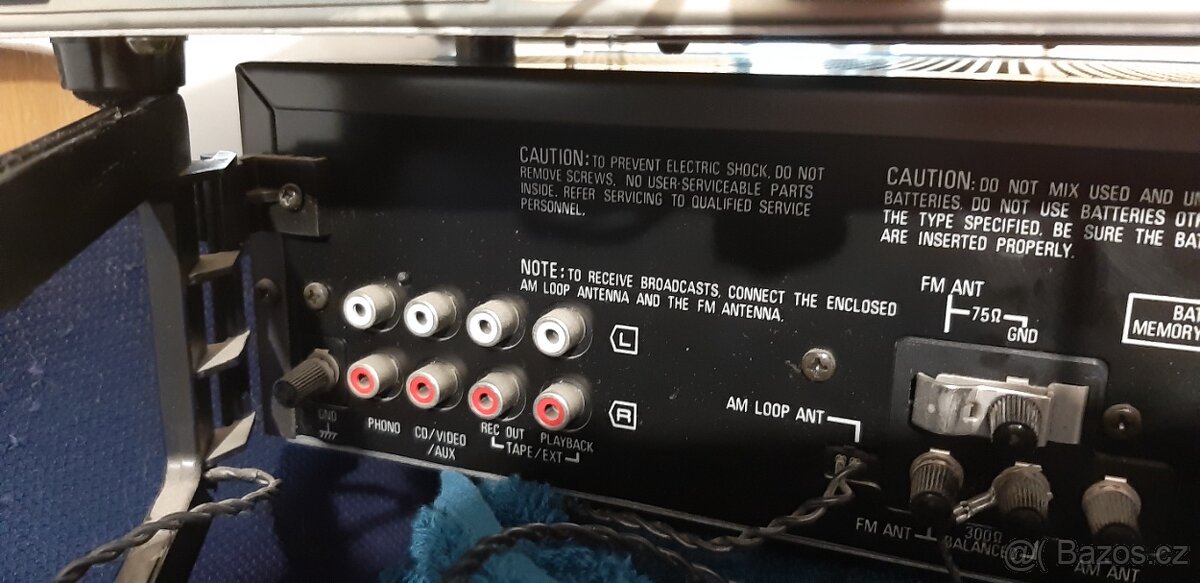 CAUTION: TO PREVENT ELECTRIC SHOCK, DO NOT
REMOVE SCREWS. NO USER-SERVICEABLE PARTS
INSIDE. REFER SERVICING TO QUALIFIED SERVICE
PERSONNEL.
CAUTION: DO NOT MIX USED AND
BATTERIES. DO NOT USE BATTERIES
THE TYPE SPECIFIED. BE SURE THE
ARE INSERTED PROPERLY.
NOTE: TO RECEIVE BROADCASTS, CONNECT THE ENCLOSED
AM LOOP ANTENNA AND THE FM ANTENNA.
FM ANT
75Ω
GND
MEMORY
L
R
GND
PHONO
CD/VIDEO
/AUX
REC OUT
PLAYBACK
TAPE/EXT
AM LOOP ANT
FM ANT
300Ω
AM ANT
Bazos.cz